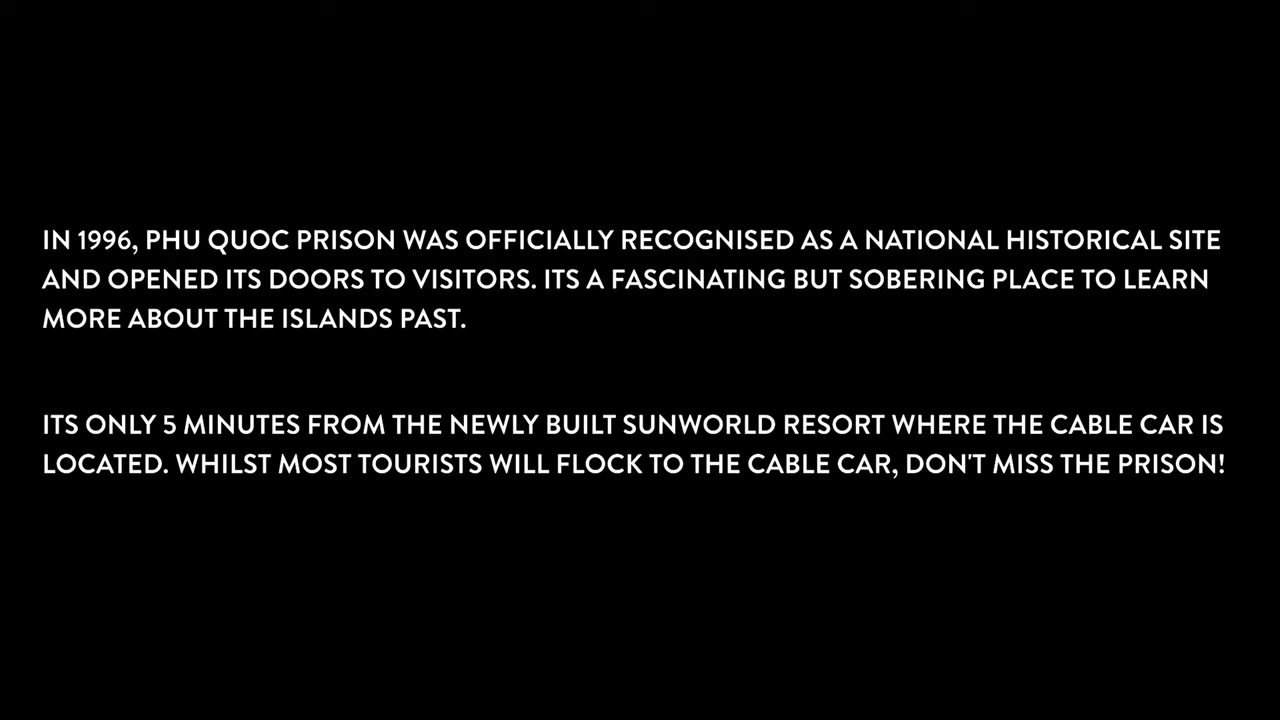 IN 1996, PHU QUOC PRISON WAS OFFICIALLY RECOGNISED AS A NATIONAL HISTORICAL SITE
AND OPENED ITS DOORS TO VISITORS. ITS A FASCINATING BUT SOBERING PLACE TO LEARN
MORE ABOUT THE ISLANDS PAST.
ITS ONLY 5 MINUTES FROM THE NEWLY BUILT SUNWORLD RESORT WHERE THE CABLE CAR IS
LOCATED. WHILST MOST TOURISTS WILL FLOCK TO THE CABLE CAR, DON'T MISS THE PRISON!